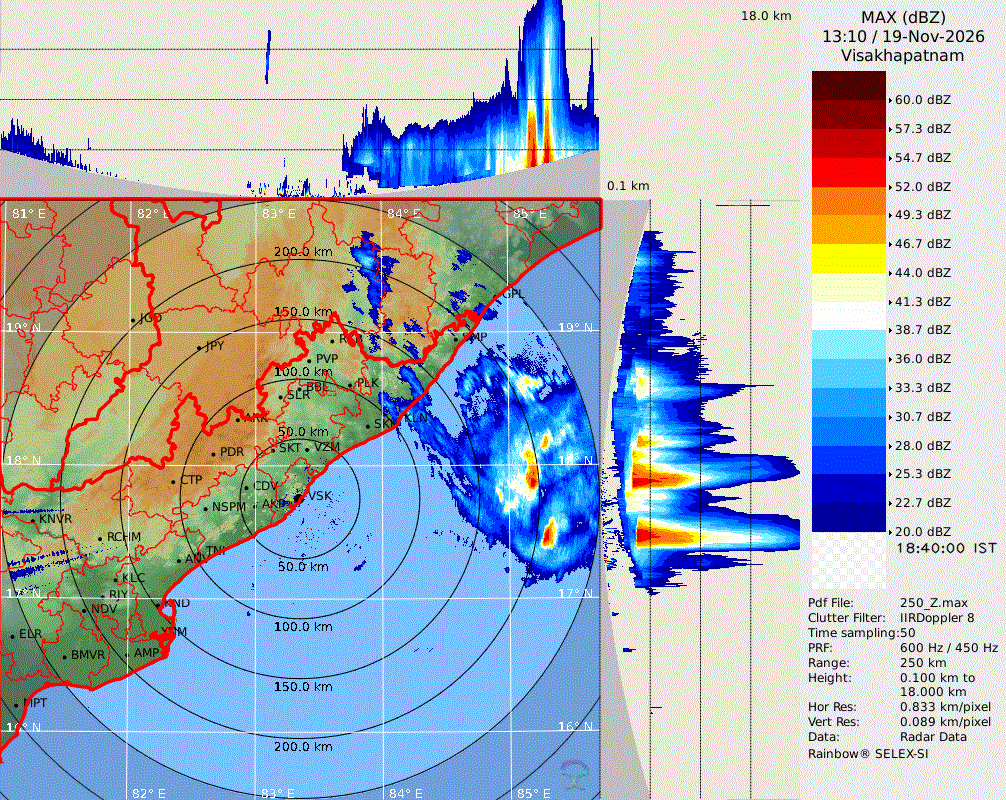 18.0 km
0.1 km
MAX (dBZ)
13:10 / 19-Nov-2026
Visakhapatnam
60.0 dBZ
57.3 dBZ
54.7 dBZ
52.0 dBZ
49.3 dBZ
46.7 dBZ
44.0 dBZ
41.3 dBZ
38.7 dBZ
36.0 dBZ
33.3 dBZ
30.7 dBZ
28.0 dBZ
25.3 dBZ
22.7 dBZ
20.0 dBZ
18:40:00 IST
Pdf File: 250_Z.max
Clutter Filter: IIRDoppler 8
Time sampling:50
PRF: 600 Hz / 450 Hz
Range: 250 km
Height: 0.100 km to
18.000 km
Hor Res: 0.833 km/pixel
Vert Res: 0.089 km/pixel
Data: Radar Data
Rainbow® SELEX-SI
81° E 82° E 83° E 84° E 85° E
200.0 km
GPL
150.0 km
JGD
19° N 19° N
JPY
PVP
100.0 km
PLK
SLR
KLN
50.0 km
SKT VZM
PDR
18° N 18° N
CTP
CDV
VSK
NSPM
KNVR
RCHM
TNI
50.0 km
KLC
RJY
17° N 17° N
NDV
KND
100.0 km
ELR
BMVR
AMP
150.0 km
MPT
16° N 16° N
200.0 km
82° E 83° E 84° E 85° E